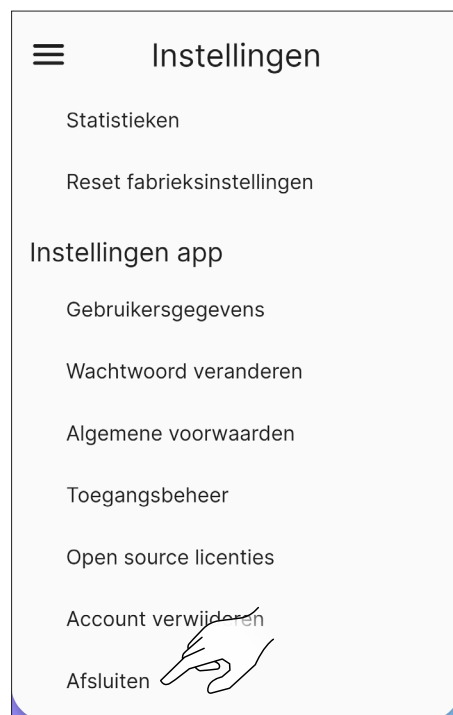 Instellingen
Statistieken
Reset fabrieksinstellingen
Instellingen app
Gebruikersgegevens
Wachtwoord veranderen
Algemene voorwaarden
Toegangsbeheer
Open source licenties
Account verwijderen
Afsluiten